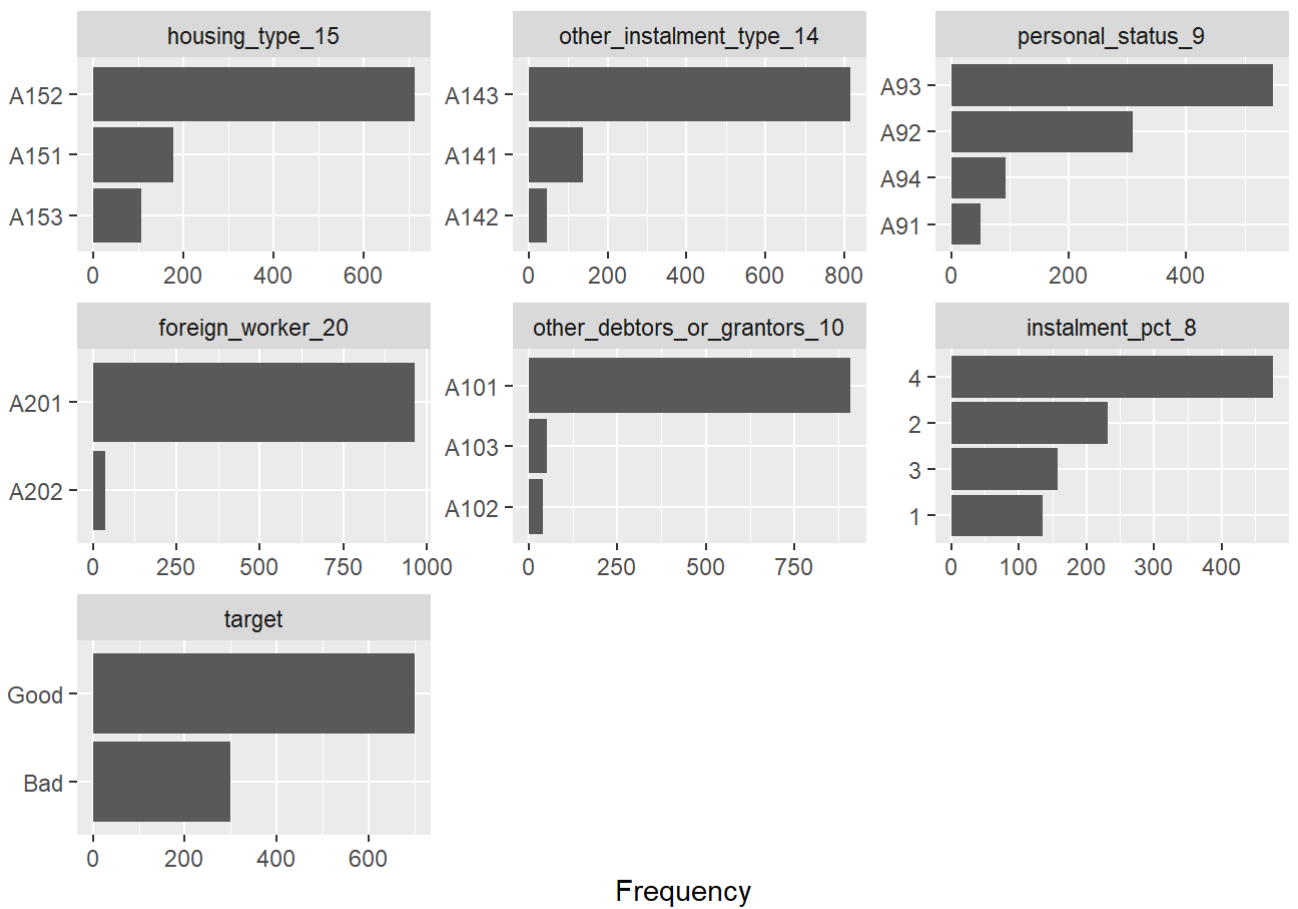 housing_type_15 other_instalment_type_14 personal_status_9
A152
A151
A153
0 200 400 600
A143
A141
A142
0 200 400 600 800
A93
A92
A94
A91
0 200 400
foreign_worker_20 other_debtors_or_grantors_10 instalment_pct_8
A201
A202
0 250 500 750 1000
A101
A103
A102
0 250 500 750
4
2
3
1
0 100 200 300 400
target
Good
Bad
0 200 400 600
Frequency